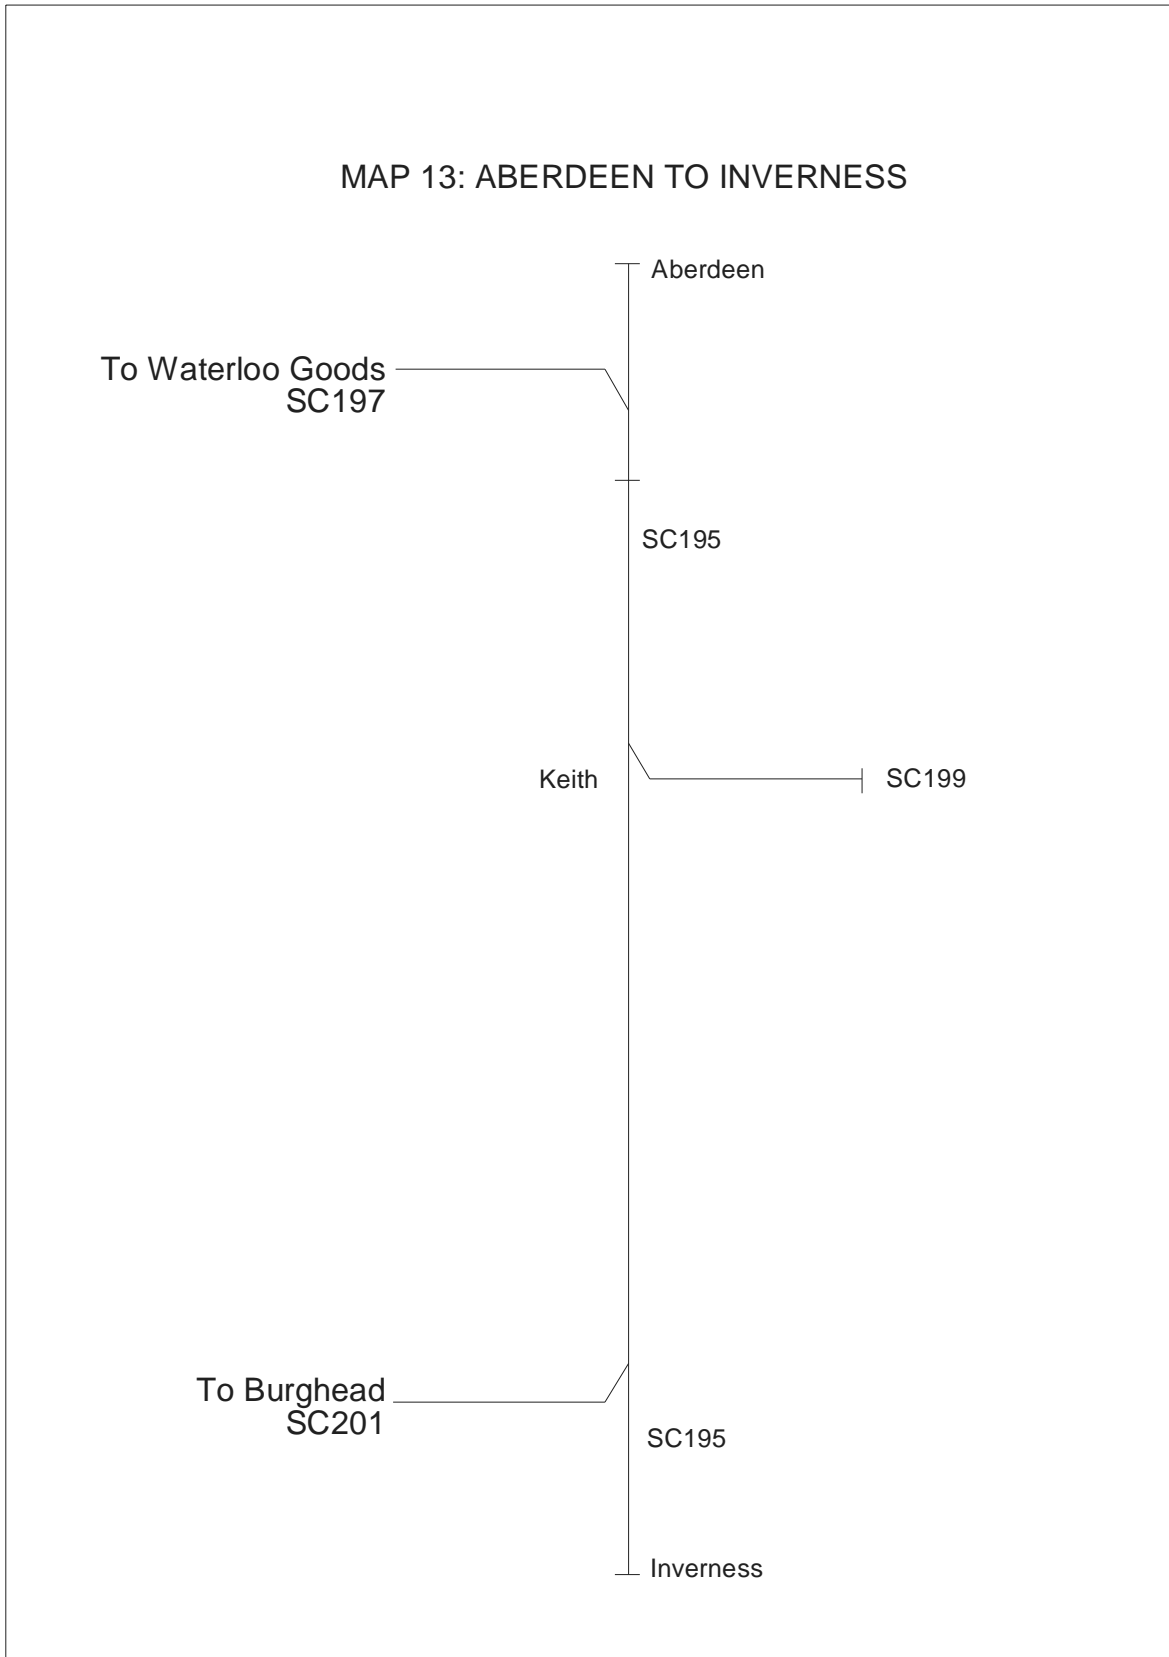 MAP 13: ABERDEEN TO INVERNESS
Aberdeen
To Waterloo Goods
SC197
SC195
Keith
SC199
To Burghead
SC201
SC195
Inverness